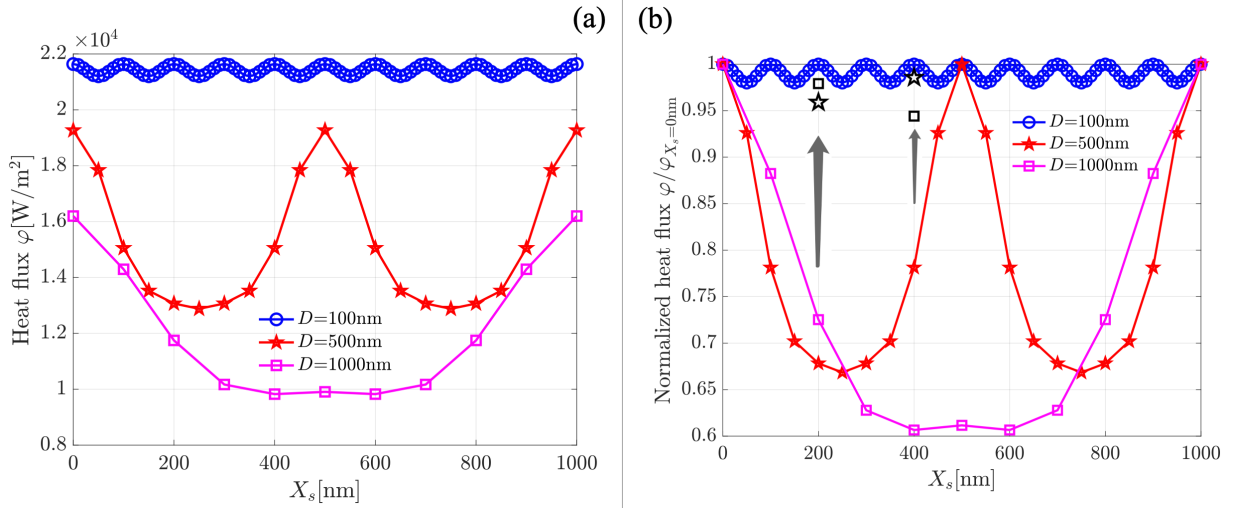 (a)
×10⁴
2.2
2
1.8
1.6
1.4
1.2
1
0.8
Heat flux φ[W/m²]
D=100nm
D=500nm
D=1000nm
0 200 400 600 800 1000
X_s[nm]
(b)
1
0.95
0.9
0.85
0.8
0.75
0.7
0.65
0.6
Normalized heat flux φ/φ_{X_s=0nm}
D=100nm
D=500nm
D=1000nm
0 200 400 600 800 1000
X_s[nm]